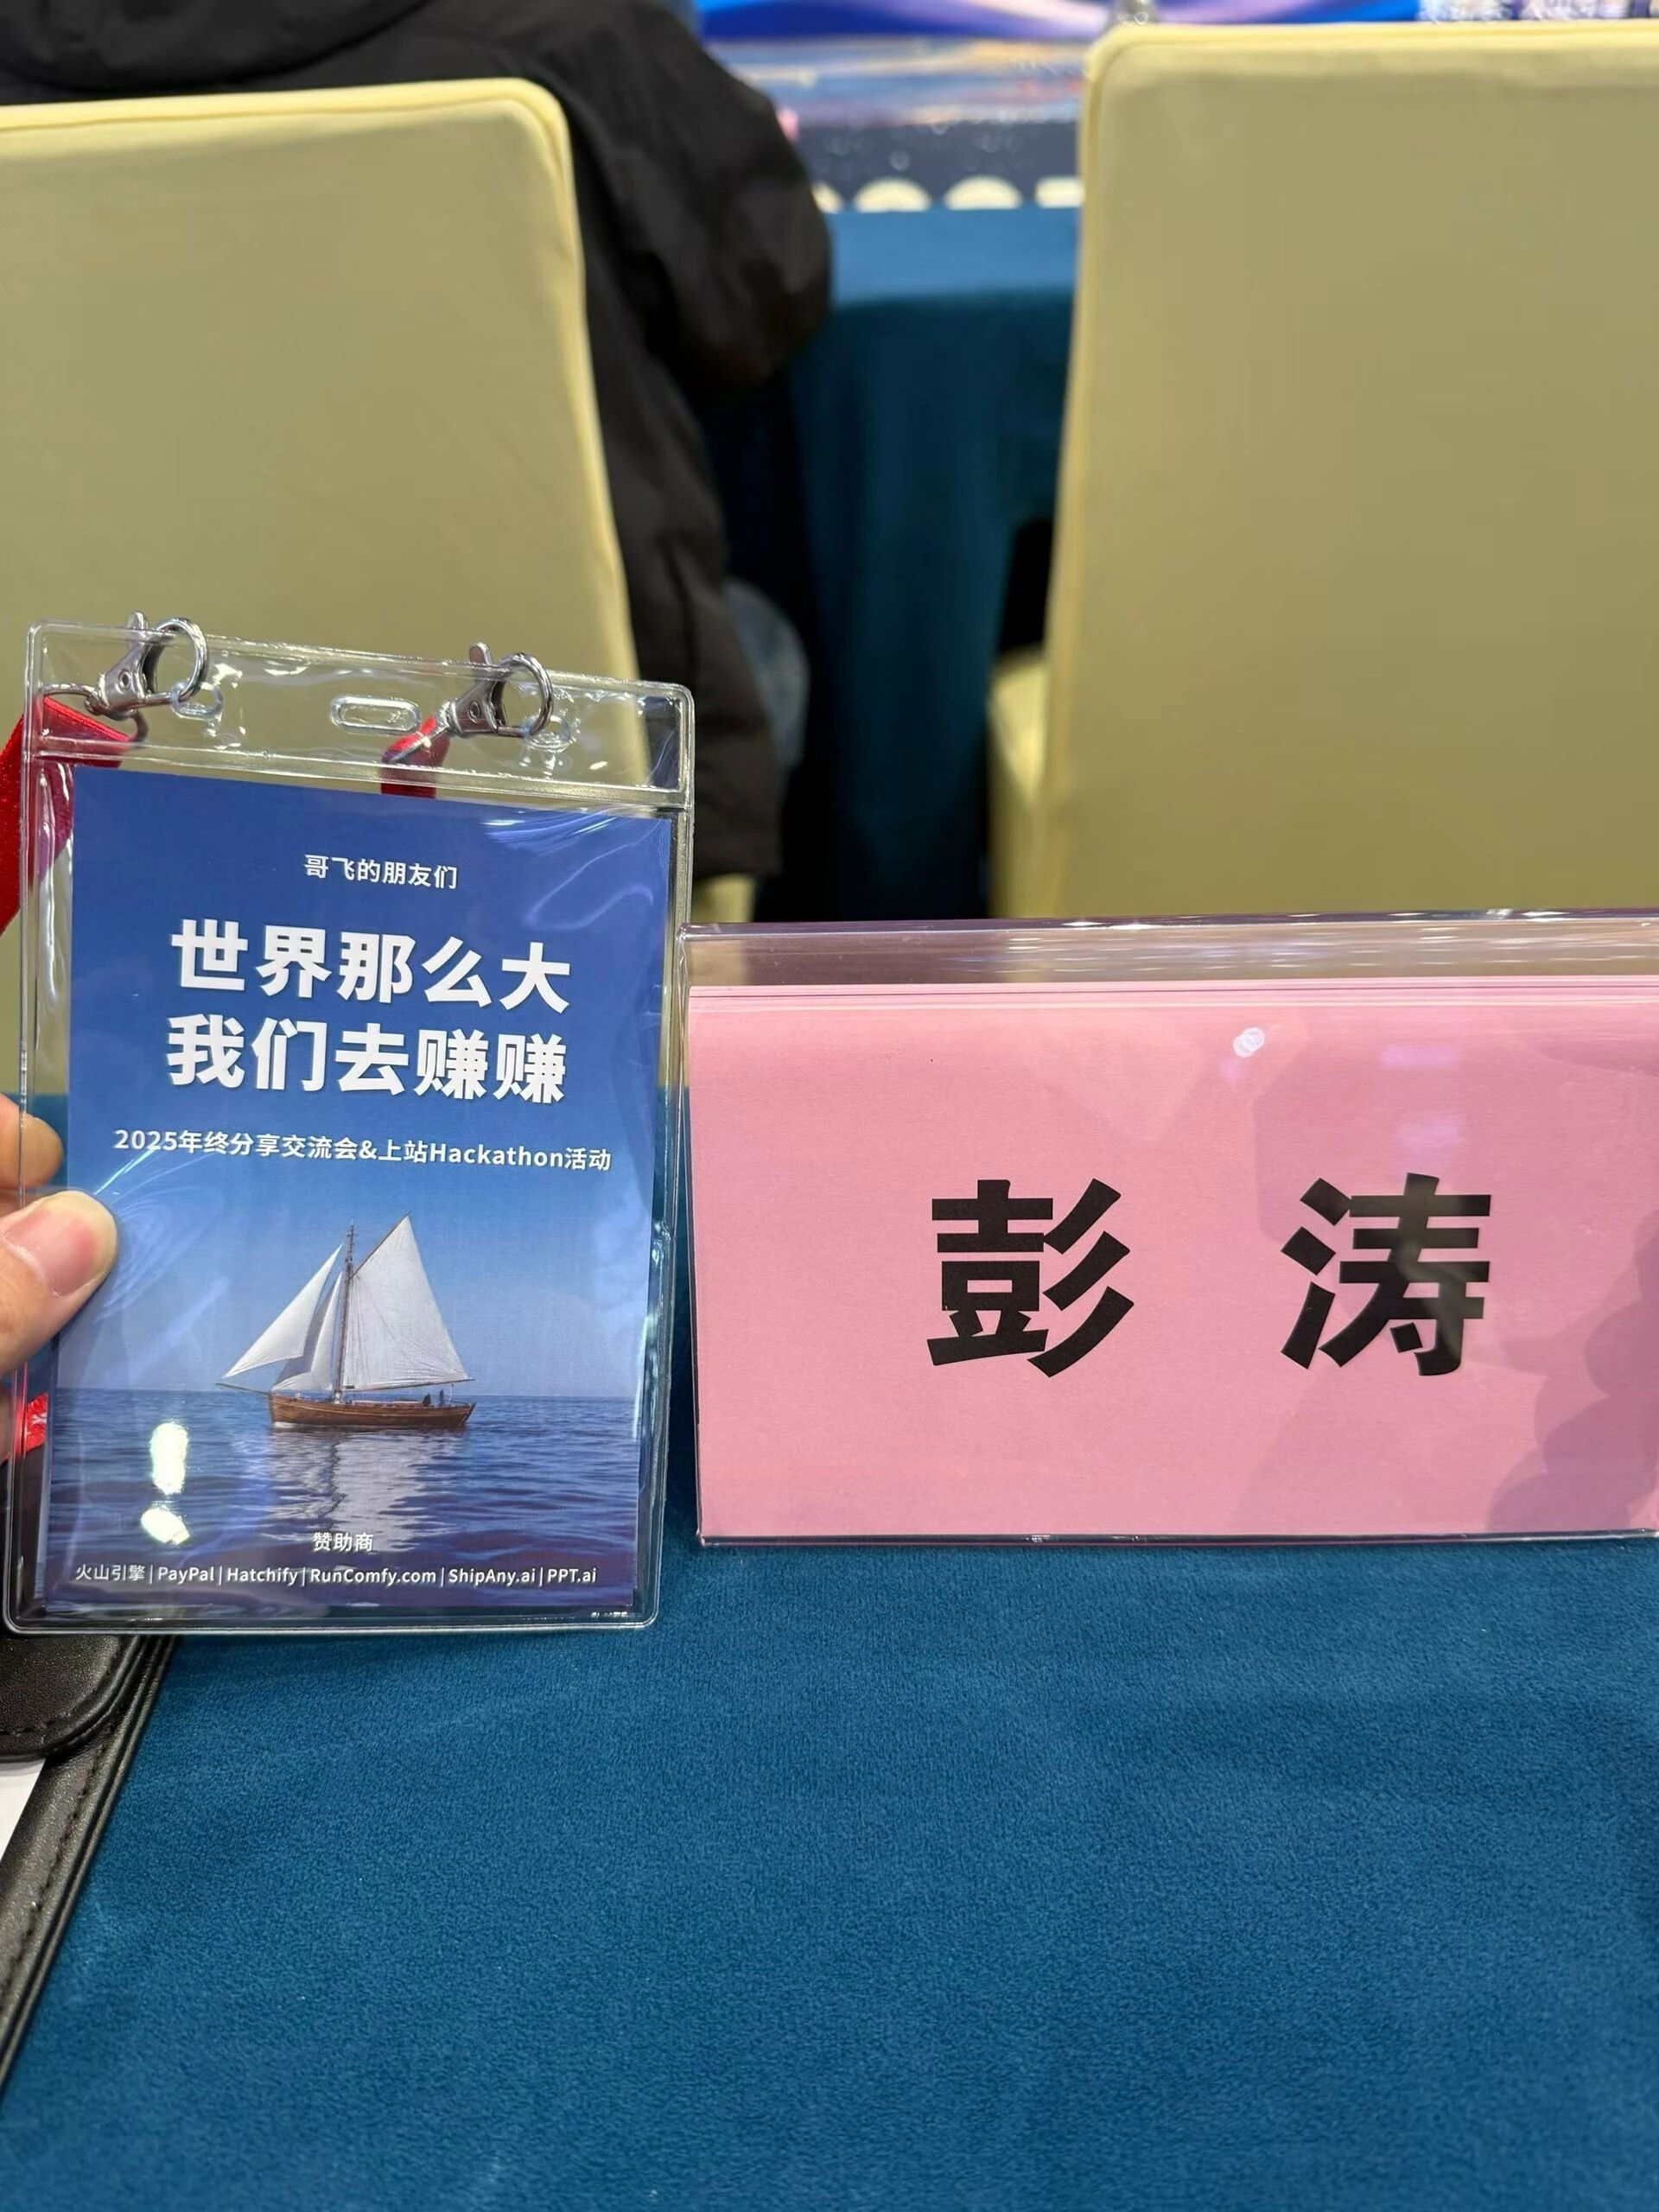 哥飞的朋友们
世界那么大
我们去赚赚
2025年终分享交流会&上站Hackathon活动
赞助商
火山引擎 | PayPal | Hatchify | RunComfy.com | ShipAny.ai | PPT.ai
彭 涛